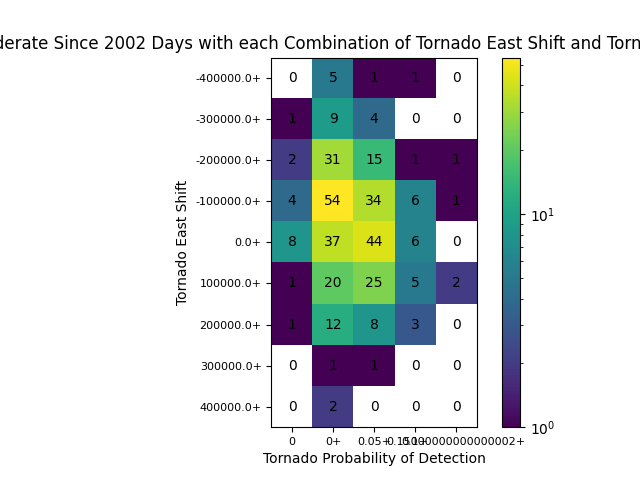 derate Since 2002 Days with each Combination of Tornado East Shift and Torn
-400000.0+ 0 5 1 1 0
-300000.0+ 1 9 4 0 0
-200000.0+ 2 31 15 1 1
-100000.0+ 4 54 34 6 1
0.0+ 8 37 44 6 0
100000.0+ 1 20 25 5 2
200000.0+ 1 12 8 3 0
300000.0+ 0 1 1 0 0
400000.0+ 0 2 0 0 0
0 0+ 0.05+
Tornado Probability of Detection
Tornado East Shift
10¹
10⁰